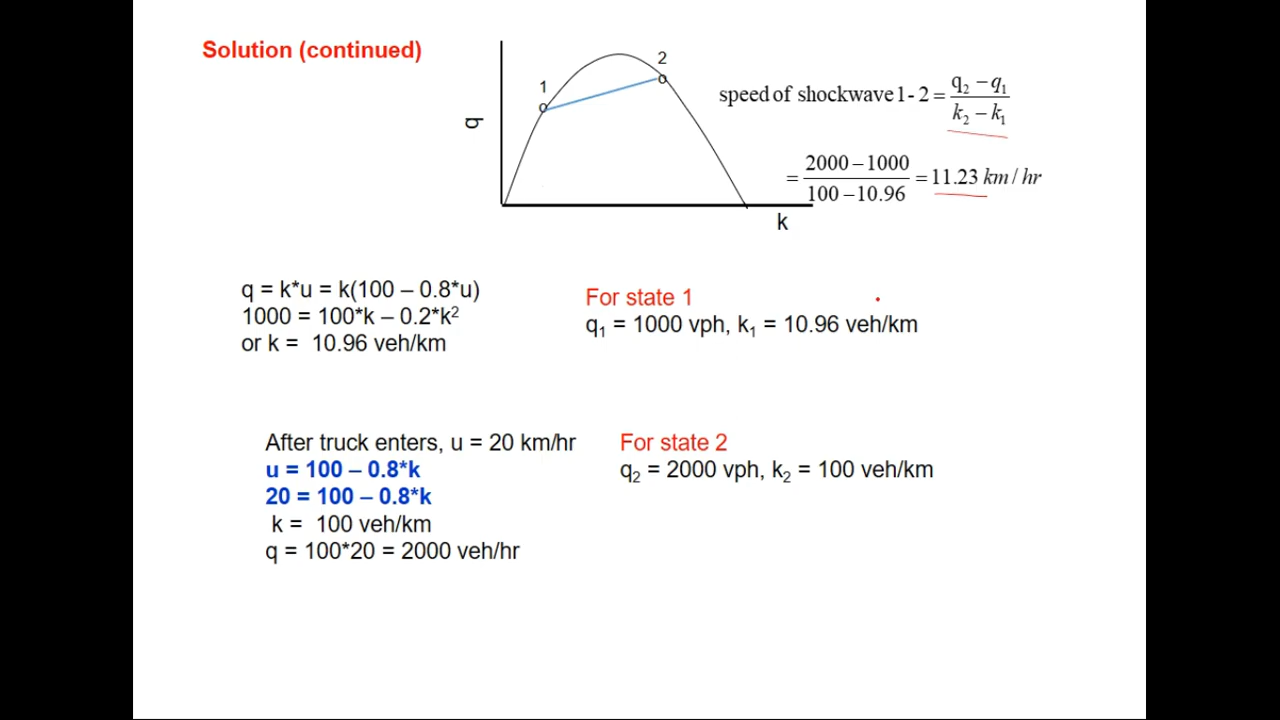 Solution (continued)
1
2
q
k
speed of shockwave 1 - 2 = q₂ – q₁ / k₂ – k₁
= 2000 – 1000 / 100 – 10.96 = 11.23 km / hr
q = k*u = k(100 – 0.8*u)
1000 = 100*k – 0.2*k²
or k = 10.96 veh/km
For state 1
q₁ = 1000 vph, k₁ = 10.96 veh/km
After truck enters, u = 20 km/hr
u = 100 – 0.8*k
20 = 100 – 0.8*k
k = 100 veh/km
q = 100*20 = 2000 veh/hr
For state 2
q₂ = 2000 vph, k₂ = 100 veh/km